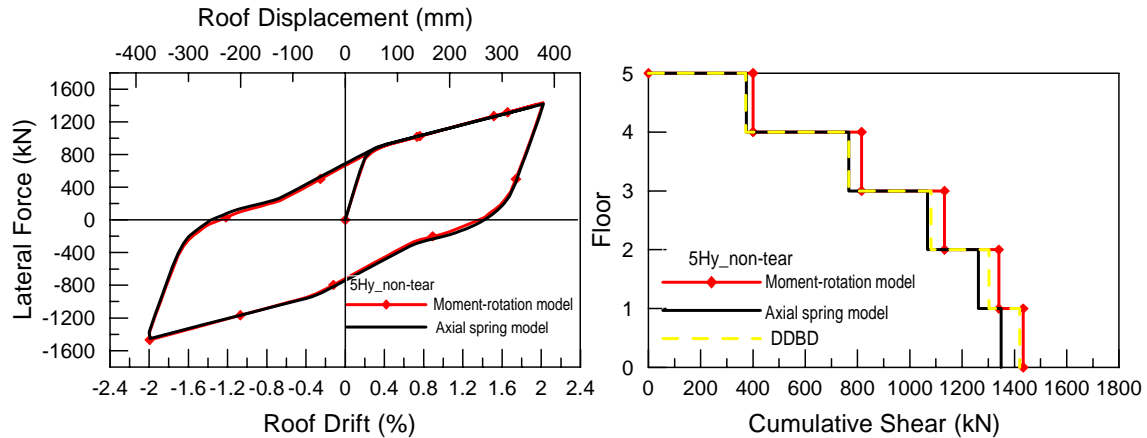 Roof Displacement (mm)
-400 -300 -200 -100 0 100 200 300 400
1600
1200
800
400
0
-400
-800
-1200
-1600
Lateral Force (kN)
5Hy_non-tear
Moment-rotation model
Axial spring model
-2.4 -2 -1.6 -1.2 -0.8 -0.4 0 0.4 0.8 1.2 1.6 2 2.4
Roof Drift (%)
5
4
3
2
1
0
Floor
5Hy_non-tear
Moment-rotation model
Axial spring model
DDBD
0 200 400 600 800 1000 1200 1400 1600 1800
Cumulative Shear (kN)